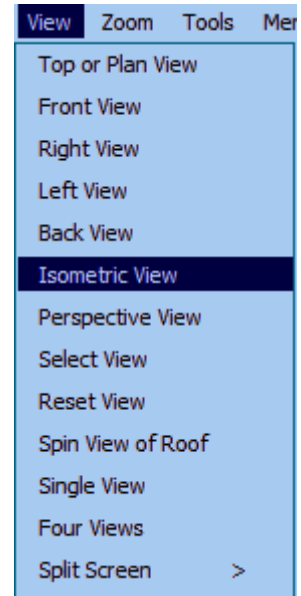 View Zoom Tools Mer
Top or Plan View
Front View
Right View
Left View
Back View
Isometric View
Perspective View
Select View
Reset View
Spin View of Roof
Single View
Four Views
Split Screen >